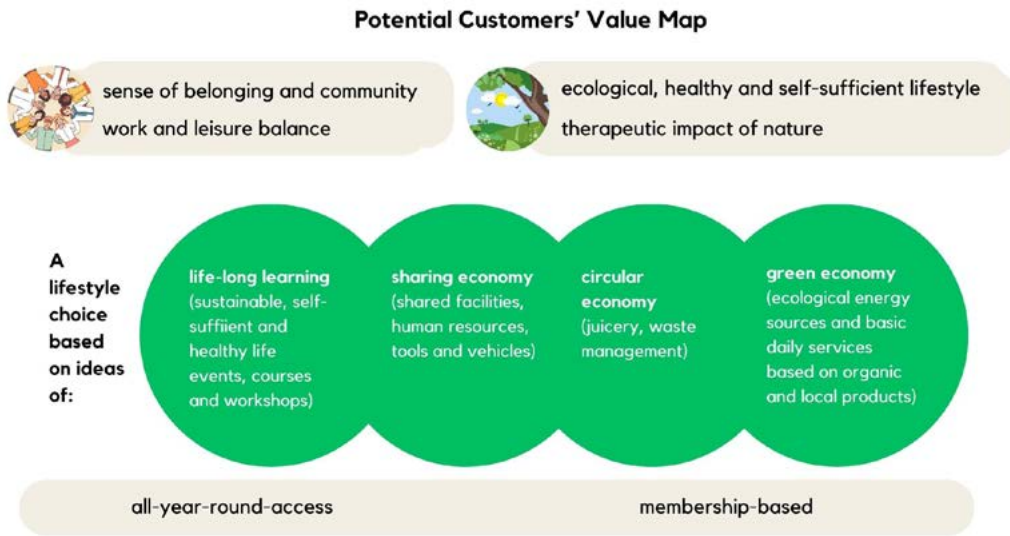 Potential Customers' Value Map
sense of belonging and community
work and leisure balance
ecological, healthy and self-sufficient lifestyle
therapeutic impact of nature
A
lifestyle
choice
based
on ideas
of:
life-long learning
(sustainable, self-
suffiient and
healthy life
events, courses
and workshops)
sharing economy
(shared facilities,
human resources,
tools and vehicles)
circular
economy
(juicery, waste
management)
green economy
(ecological energy
sources and basic
daily services
based on organic
and local products)
all-year-round-access
membership-based